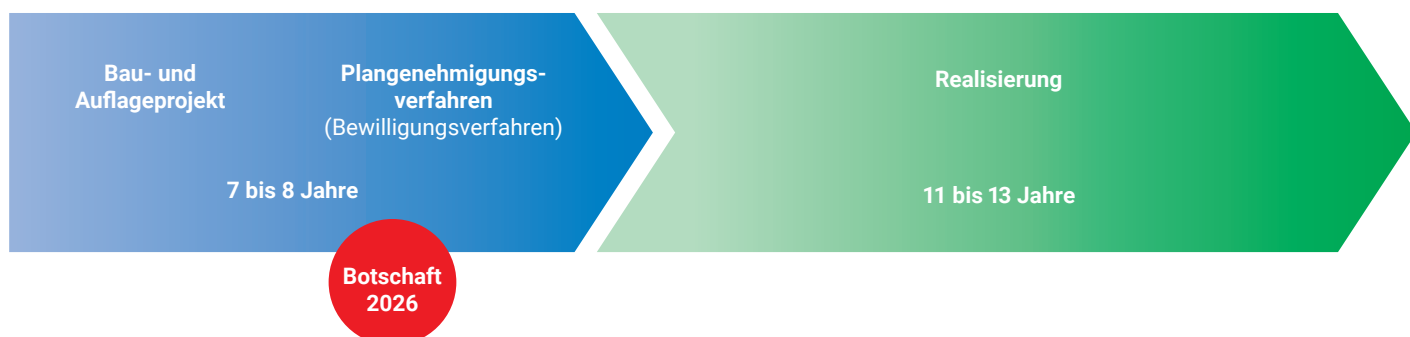 Bau- und
Auflageprojekt
Plangenehmigungs-
verfahren
(Bewilligungsverfahren)
7 bis 8 Jahre
Botschaft
2026
Realisierung
11 bis 13 Jahre